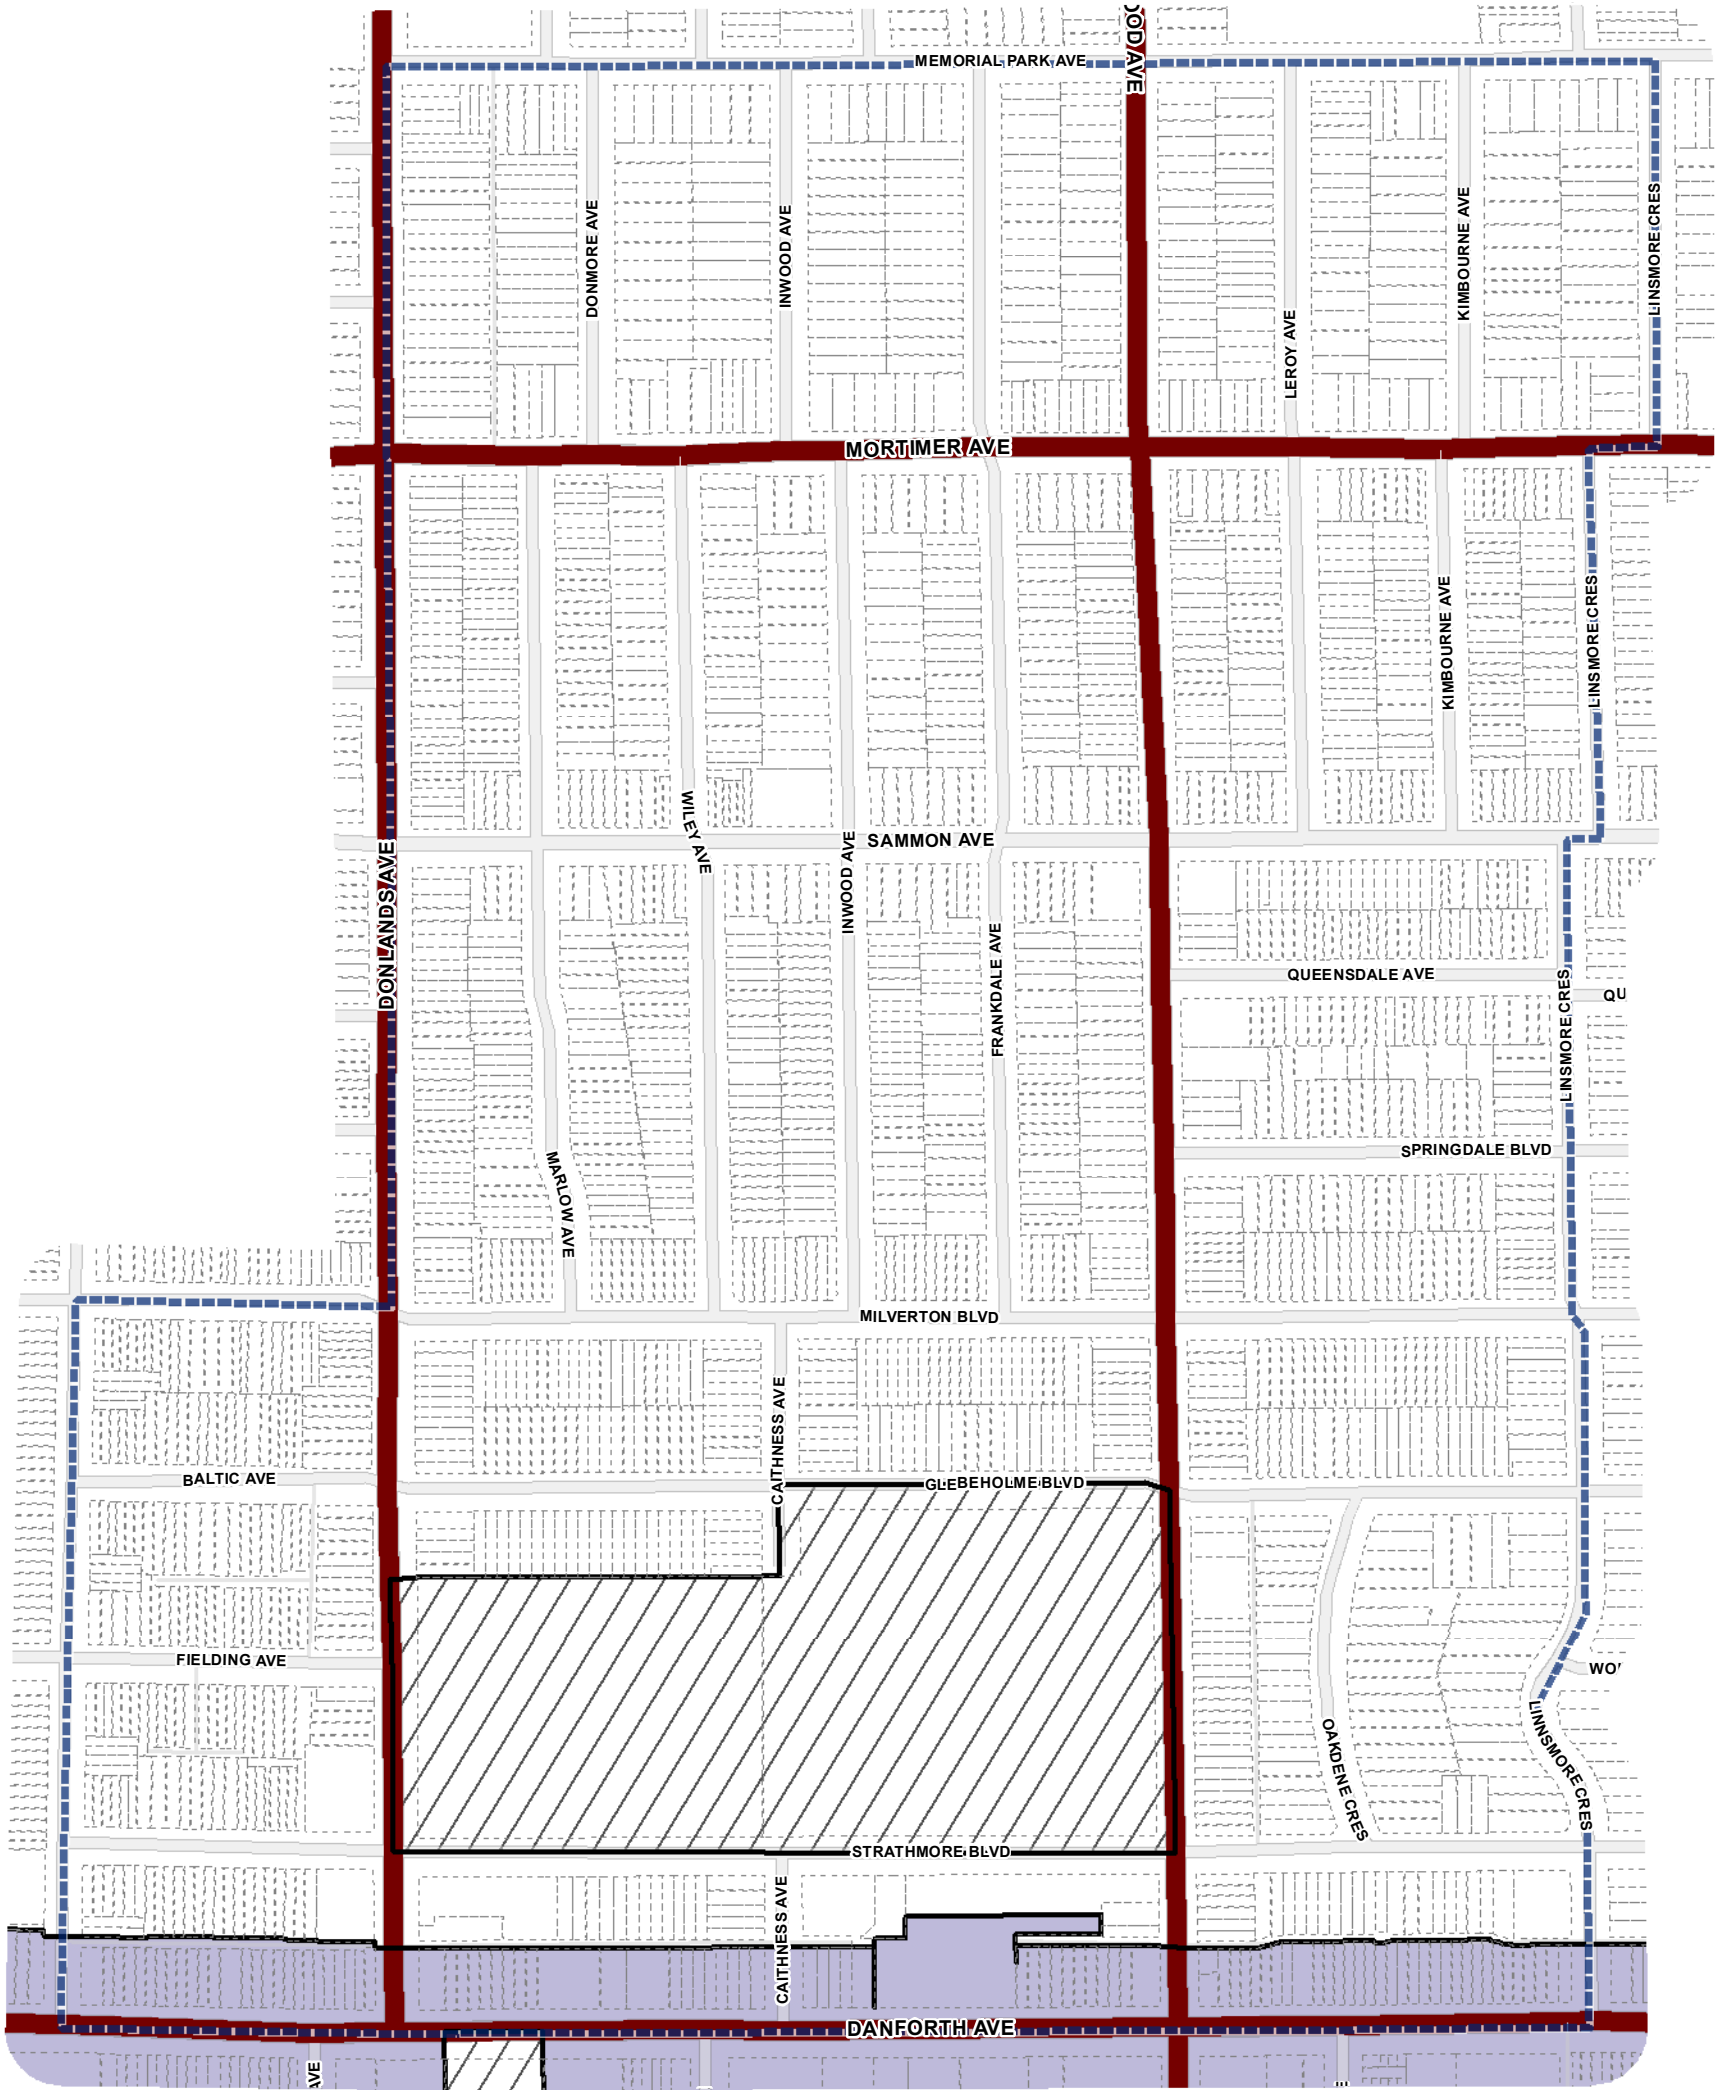 OOD AVE
MEMORIAL PARK AVE
DONMORE AVE
INWOOD AVE
LEROY AVE
KIMBOURNE AVE
LINSMORE CRES
MORTIMER AVE
KIMBOURNE AVE
LINSMORE CRES
WILEY AVE
SAMMON AVE
INWOOD AVE
DONLANDS AVE
FRANKDALE AVE
QUEENSDALE AVE
QU
LINSMORE CRES
SPRINGDALE BLVD
MARLOW AVE
MILVERTON BLVD
CAITHNESS AVE
BALTIC AVE
GLEBEHOLME BLVD
FIELDING AVE
WO
OAKDENE CRES
LINNSMORE CRES
STRATHMORE BLVD
CAITHNESS AVE
DANFORTH AVE
AVE